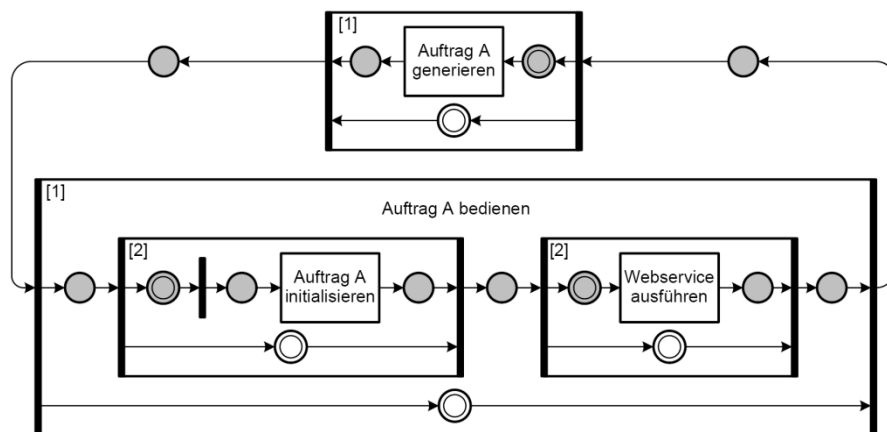 [1]
Auftrag A
generieren
[1]
Auftrag A bedienen
[2]
Auftrag A
initialisieren
[2]
Webservice
ausführen